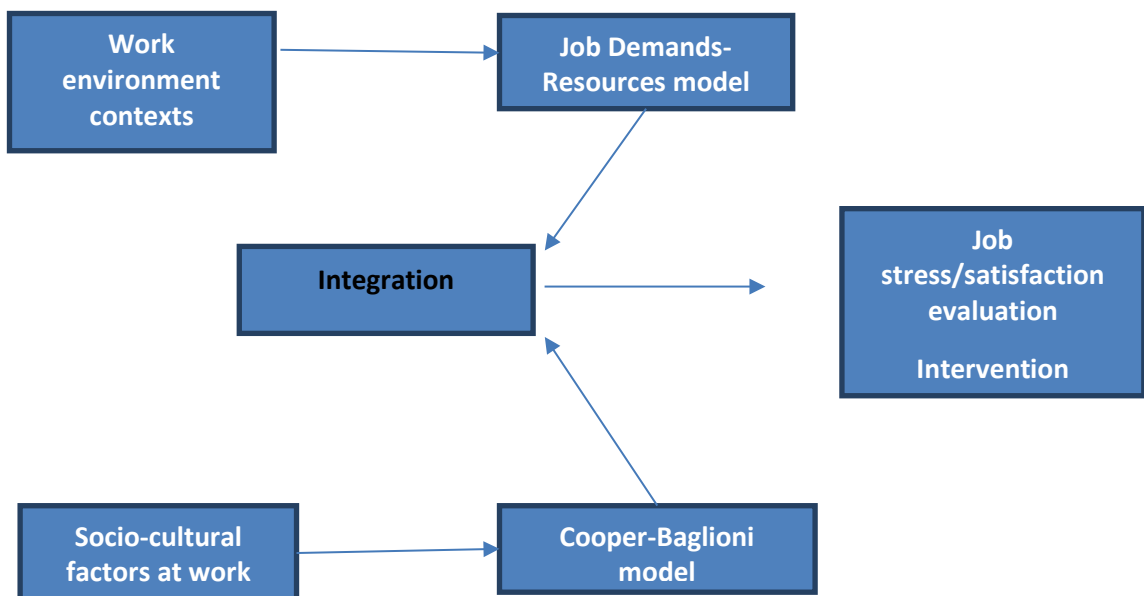 Work
environment
contexts
Job Demands-
Resources model
Integration
Job
stress/satisfaction
evaluation
Intervention
Socio-cultural
factors at work
Cooper-Baglioni
model